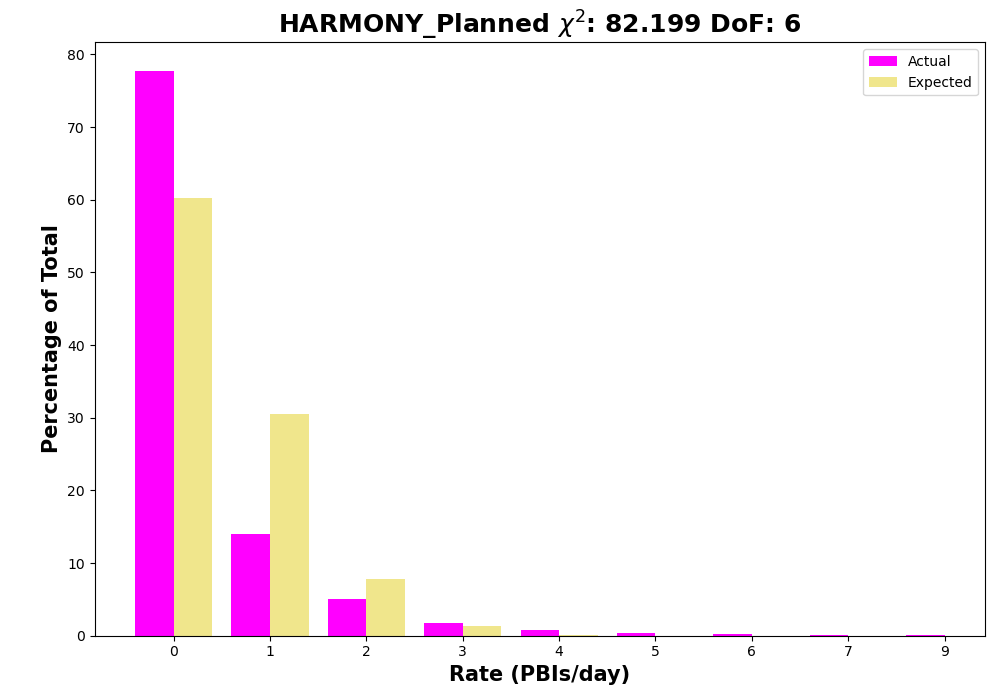 HARMONY_Planned χ²: 82.199 DoF: 6
Actual
Expected
80
70
60
50
40
30
20
10
0
Percentage of Total
0 1 2 3 4 5 6 7 9
Rate (PBIs/day)